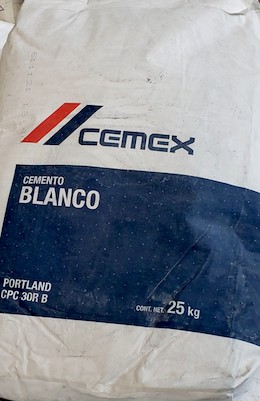 CEMEX
CEMENTO
BLANCO
PORTLAND
CPC 30R B
CONT. NET. 25 kg